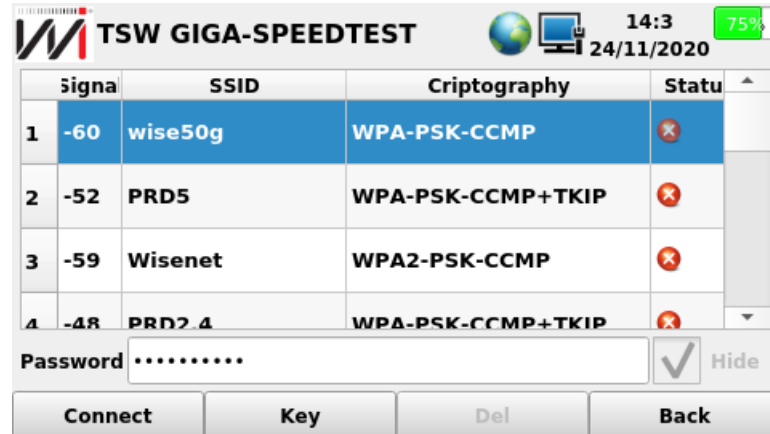 TSW GIGA-SPEEDTEST
14:3
24/11/2020
75%
Signal SSID Criptography Statu
1 -60 wise50g WPA-PSK-CCMP
2 -52 PRD5 WPA-PSK-CCMP+TKIP
3 -59 Wisenet WPA2-PSK-CCMP
4 -48 PRD2.4 WPA-PSK-CCMP+TKIP
Password •••••••••• Hide
Connect Key Del Back